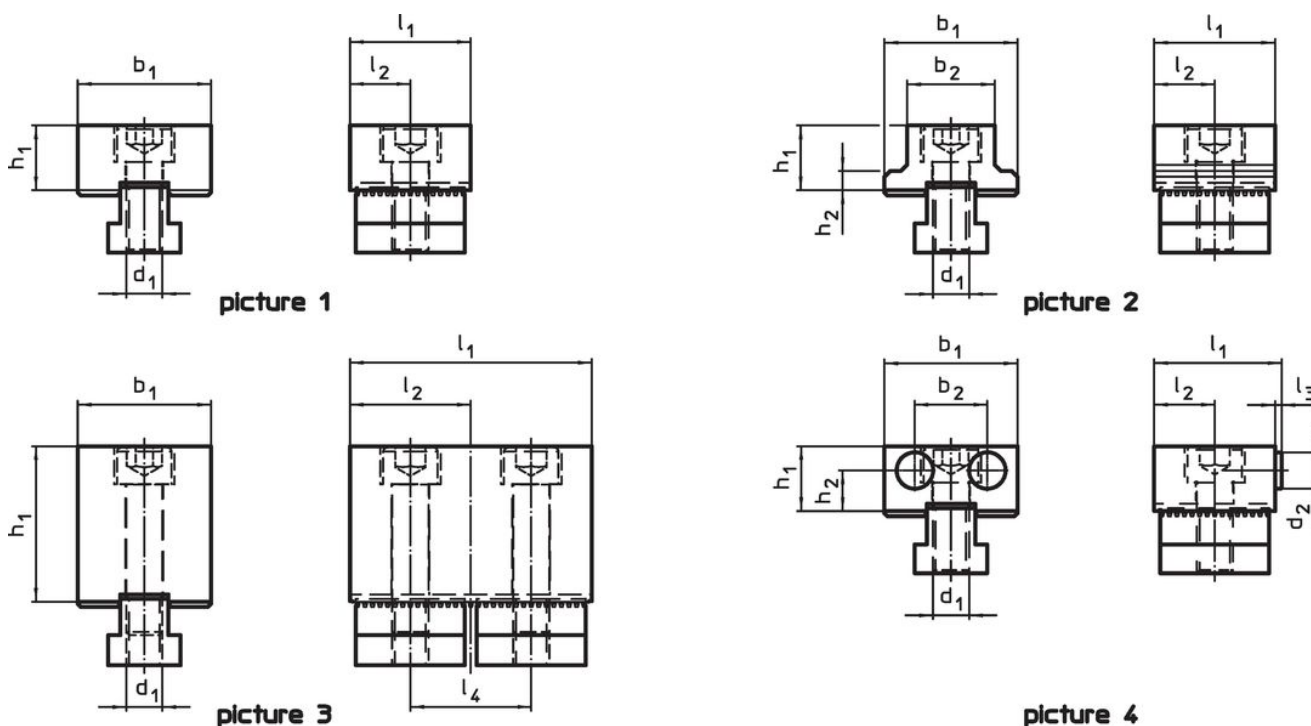 b₁
l₁
l₂
h₁
d₁
picture 1
b₁
b₂
l₁
l₂
h₁
h₂
d₁
picture 2
l₁
b₁
l₂
h₁
d₁
l₄
picture 3
b₁
b₂
l₁
l₂
l₃
h₁
h₂
d₂
d₁
picture 4